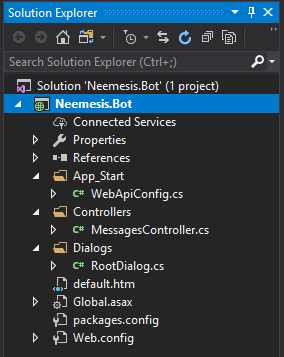 Solution Explorer
Search Solution Explorer (Ctrl+;)
Solution 'Neemesis.Bot' (1 project)
Neemesis.Bot
Connected Services
Properties
References
App_Start
C# WebApiConfig.cs
Controllers
C# MessagesController.cs
Dialogs
C# RootDialog.cs
default.htm
Global.asax
packages.config
Web.config